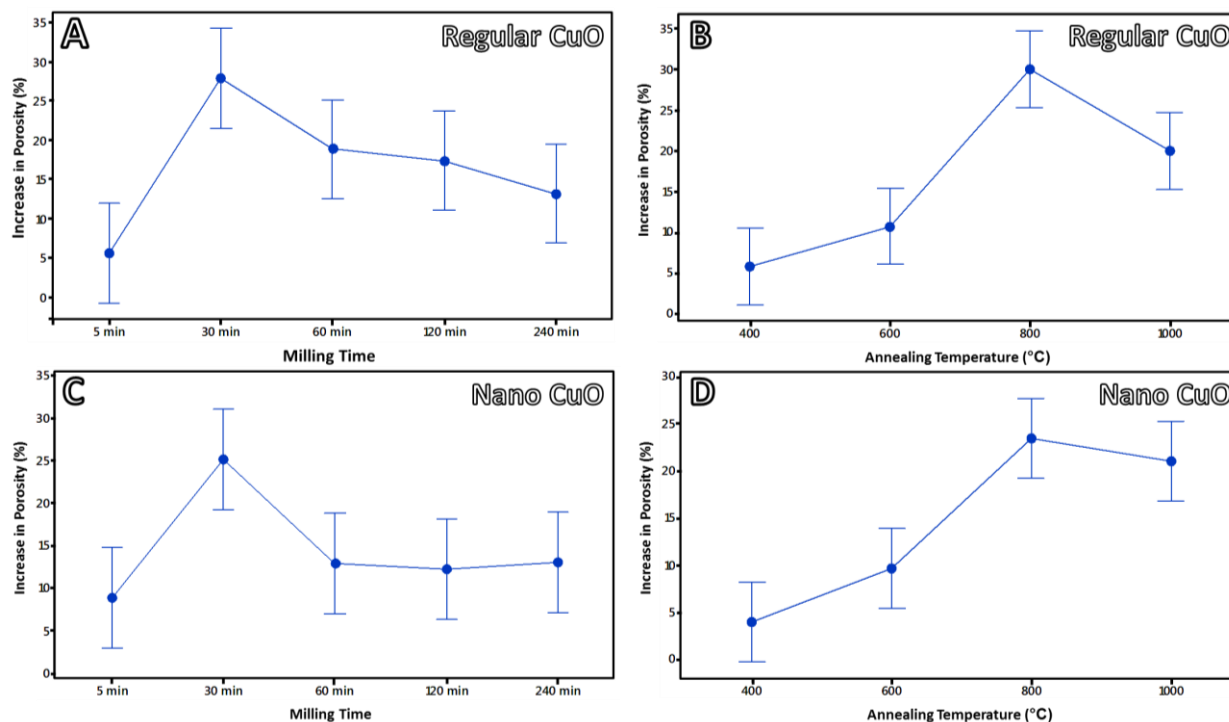 A
Regular CuO
Increase in Porosity (%)
35
30
25
20
15
10
5
0
5 min
30 min
60 min
120 min
240 min
Milling Time
B
Regular CuO
Increase in Porosity (%)
35
30
25
20
15
10
5
0
400
600
800
1000
Annealing Temperature (°C)
C
Nano CuO
Increase in Porosity (%)
35
30
25
20
15
10
5
0
5 min
30 min
60 min
120 min
240 min
Milling Time
D
Nano CuO
Increase in Porosity (%)
30
25
20
15
10
5
0
400
600
800
1000
Annealing Temperature (°C)